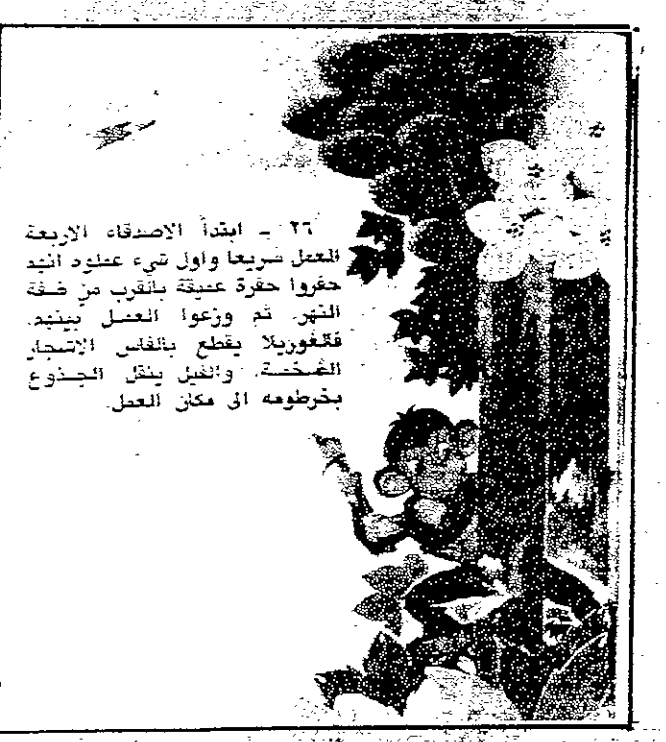 ٢٦ – ابتدأ الاصدقاء الاربعة
العمل سريعا واول شيء عملوه انهم
حفروا حفرة عميقة بالقرب من ضفة
النهر. ثم وزعوا العمل بينهم.
فالغوريلا يقطع بالفاس الاشجار
الضخمة. والفيل ينقل الجذوع
بخرطومه الى مكان العمل.